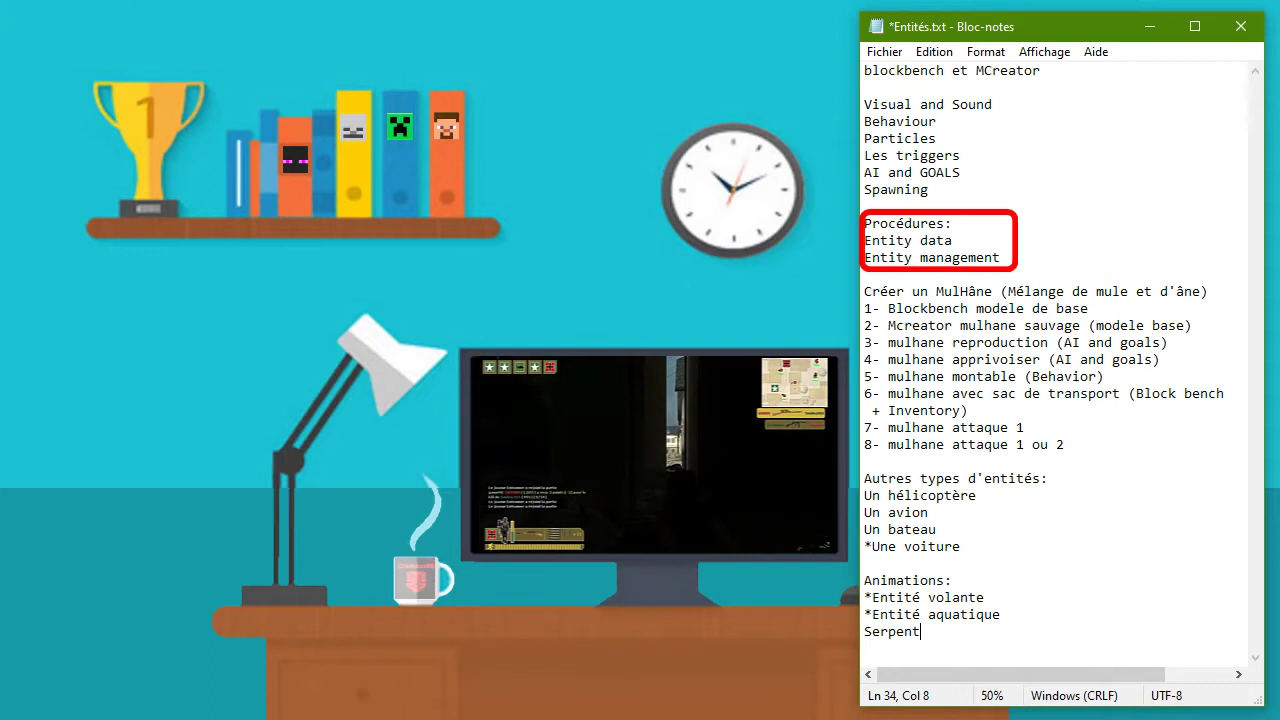 *Entités.txt - Bloc-notes
Fichier Edition Format Affichage Aide
blockbench et MCreator
Visual and Sound
Behaviour
Particles
Les triggers
AI and GOALS
Spawning
Procédures:
Entity data
Entity management
Créer un MulHâne (Mélange de mule et d'âne)
1- Blockbench modele de base
2- Mcreator mulhane sauvage (modele base)
3- mulhane reproduction (AI and goals)
4- mulhane apprivoiser (AI and goals)
5- mulhane montable (Behavior)
6- mulhane avec sac de transport (Block bench
+ Inventory)
7- mulhane attaque 1
8- mulhane attaque 1 ou 2
Autres types d'entités:
Un hélicoptere
Un avion
Un bateau
*Une voiture
Animations:
*Entité volante
*Entité aquatique
Serpent
Ln 34, Col 8 50% Windows (CRLF) UTF-8
1